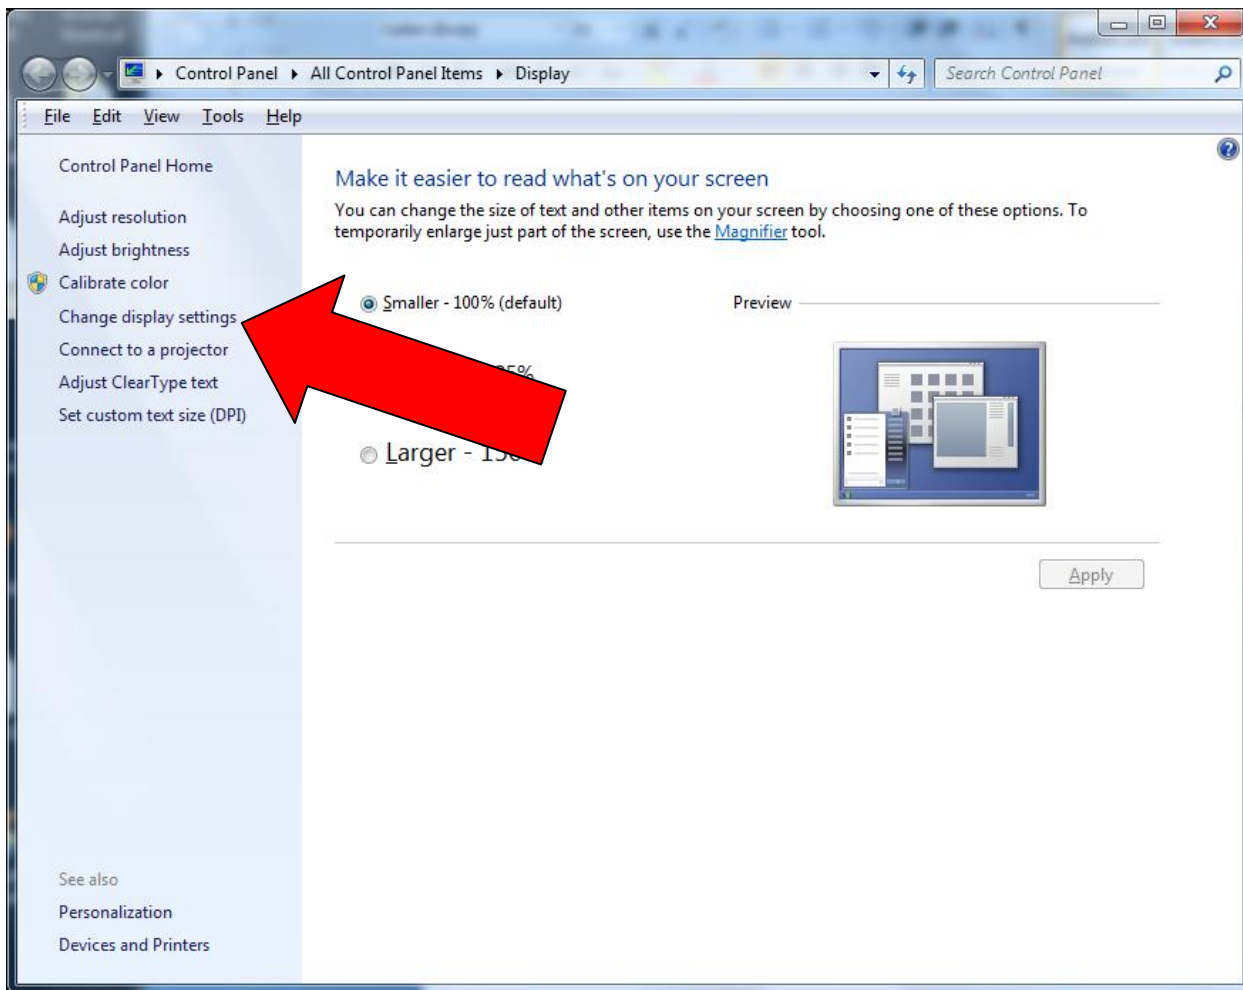 Control Panel ▸ All Control Panel Items ▸ Display
Search Control Panel
File Edit View Tools Help
Control Panel Home
Adjust resolution
Adjust brightness
Calibrate color
Change display settings
Connect to a projector
Adjust ClearType text
Set custom text size (DPI)
See also
Personalization
Devices and Printers
Make it easier to read what's on your screen
You can change the size of text and other items on your screen by choosing one of these options. To
temporarily enlarge just part of the screen, use the Magnifier tool.
Smaller - 100% (default)
Larger -
Preview
Apply